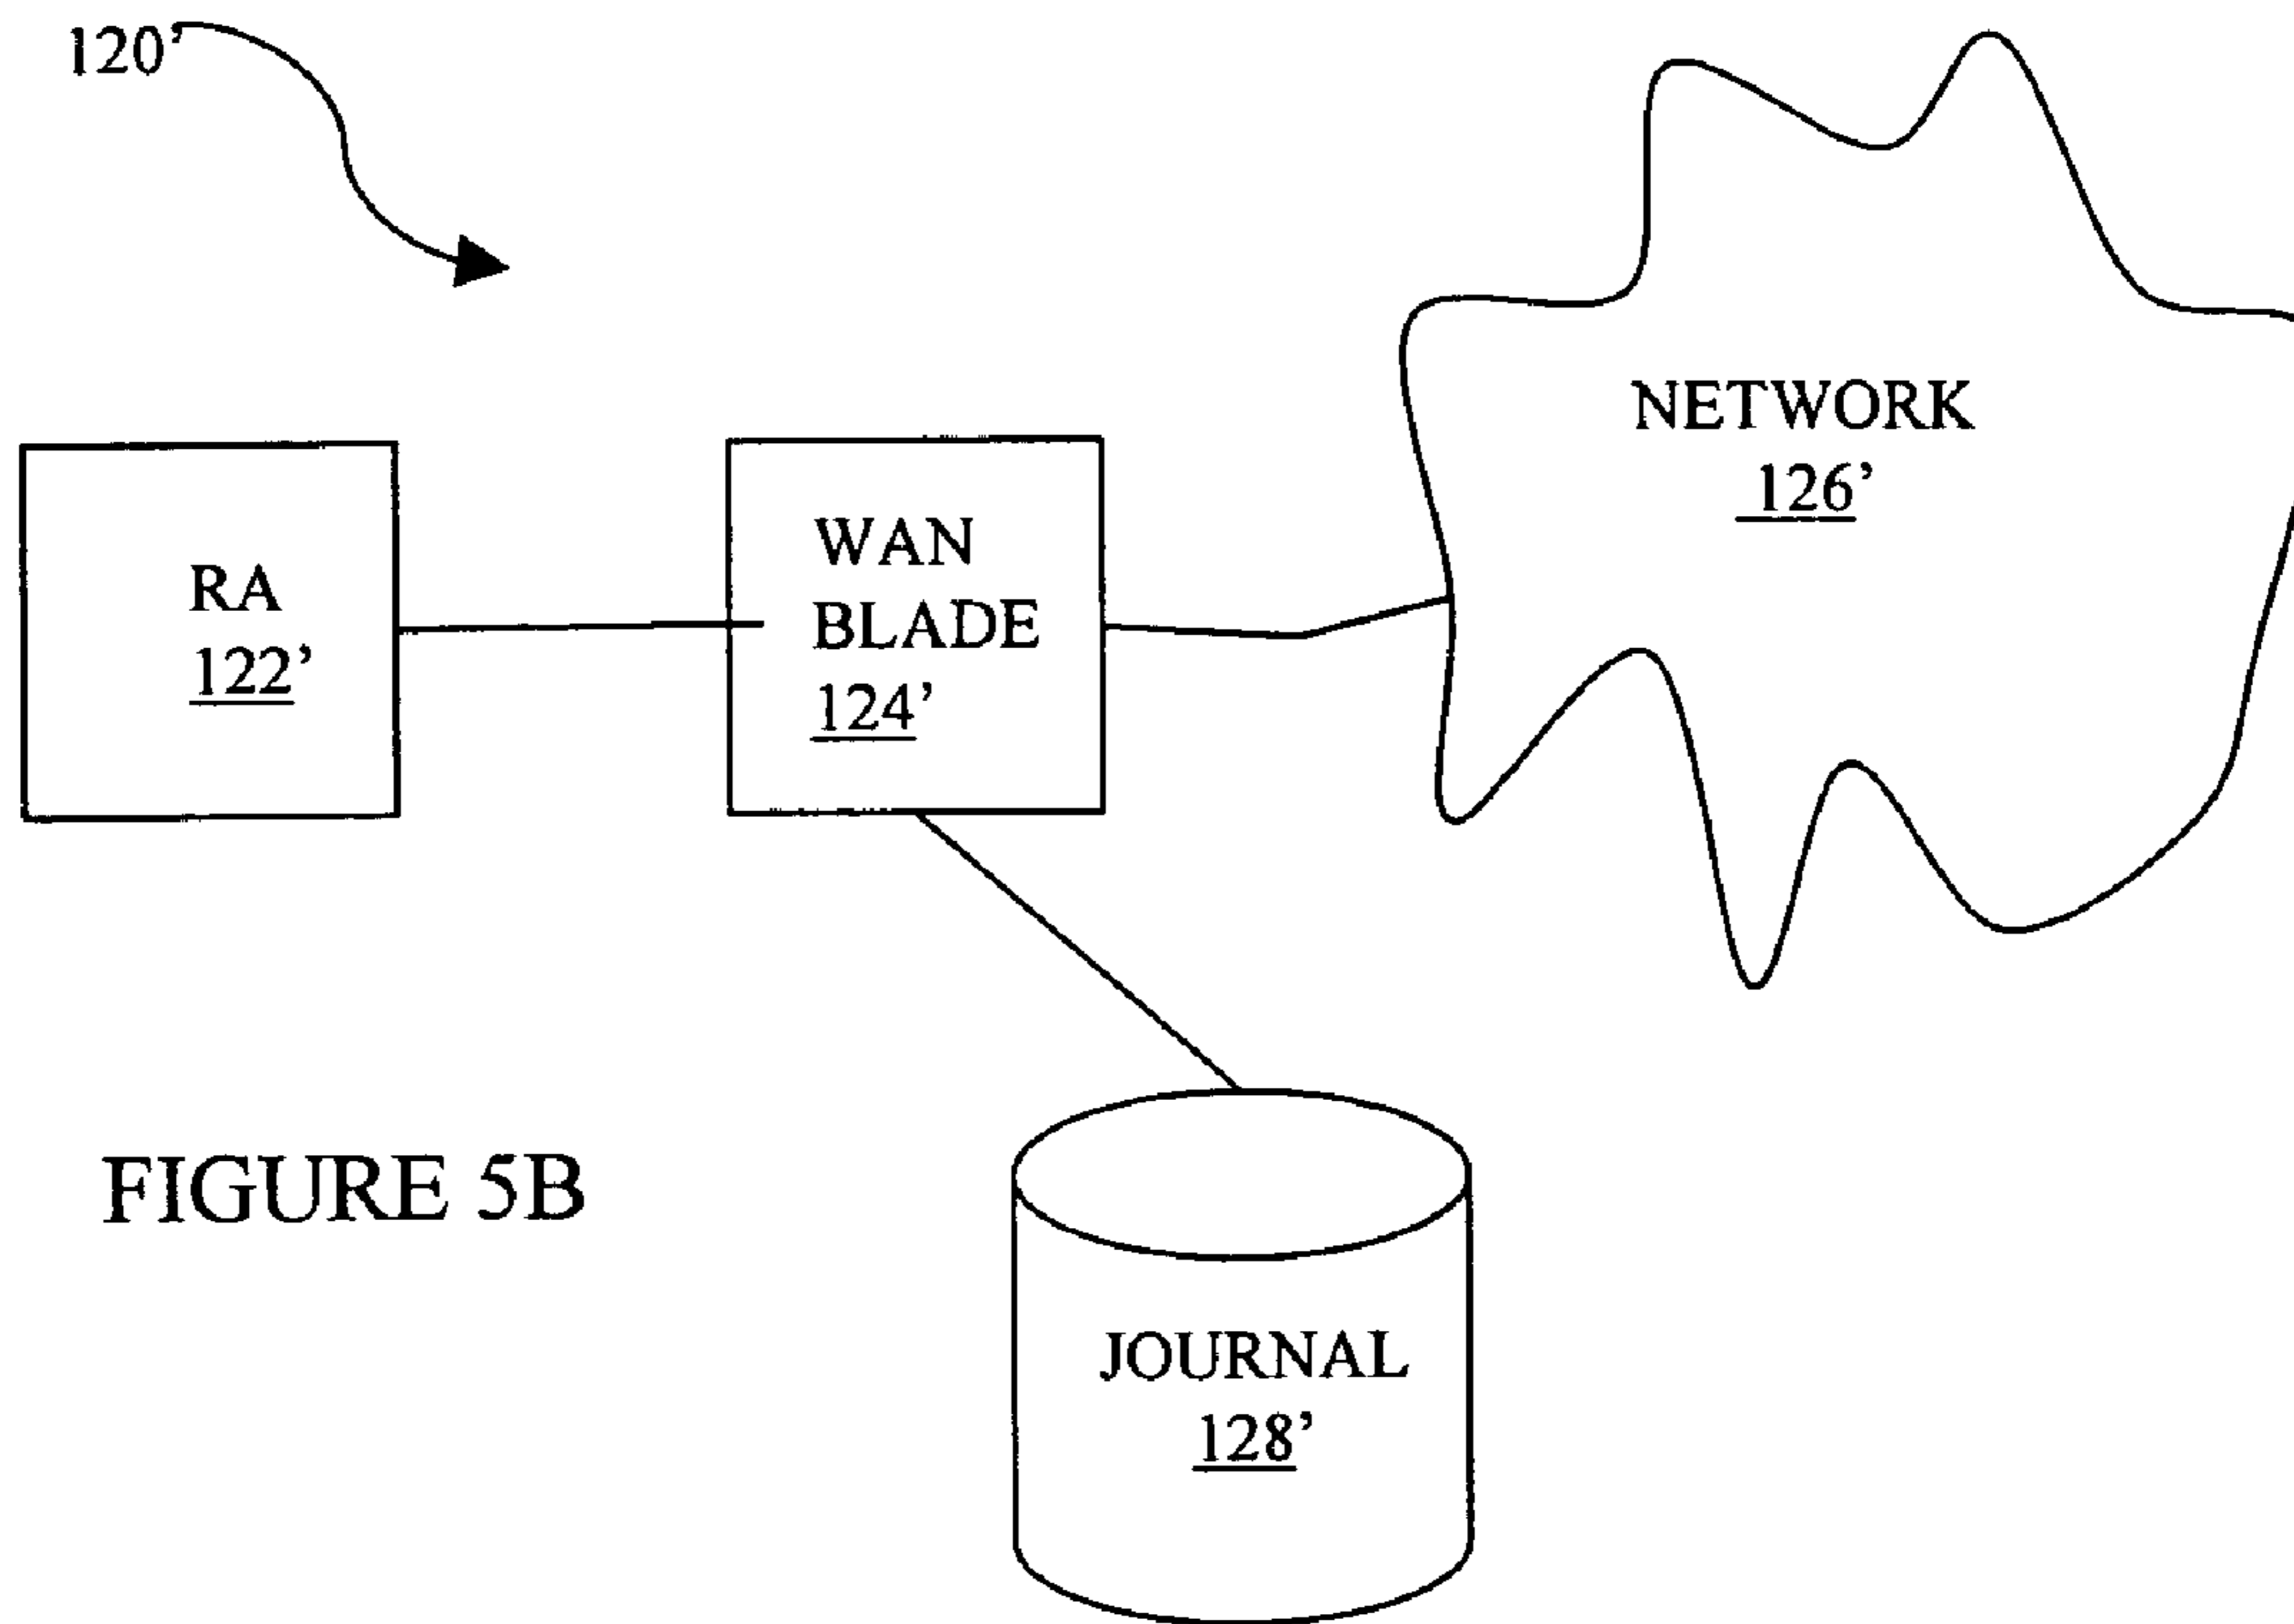 120’
NETWORK
126’
WAN
BLADE
124’
RA
122’
FIGURE 5B
JOURNAL
128’